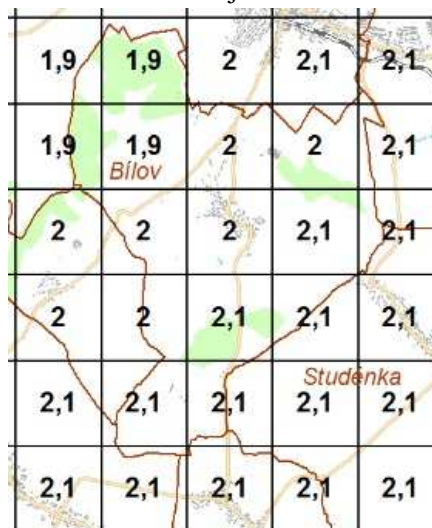 1,9 1,9 2 2,1 2,1
1,9 1,9 2 2 2,1
Bílov
2 2 2 2,1 2,1
2 2 2,1 2,1 2,1
Studénka
2,1 2,1 2,1 2,1 2,1
2,1 2,1 2,1 2,1 2,1